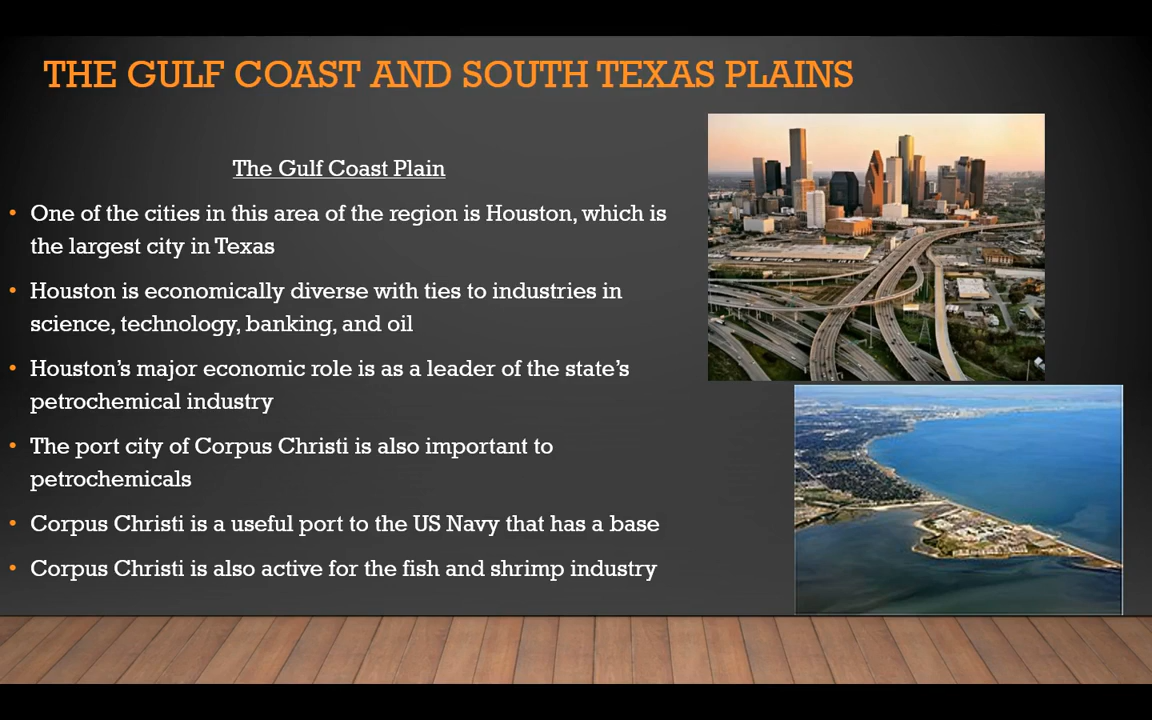 THE GULF COAST AND SOUTH TEXAS PLAINS
The Gulf Coast Plain
• One of the cities in this area of the region is Houston, which is
the largest city in Texas
• Houston is economically diverse with ties to industries in
science, technology, banking, and oil
• Houston’s major economic role is as a leader of the state’s
petrochemical industry
• The port city of Corpus Christi is also important to
petrochemicals
• Corpus Christi is a useful port to the US Navy that has a base
• Corpus Christi is also active for the fish and shrimp industry